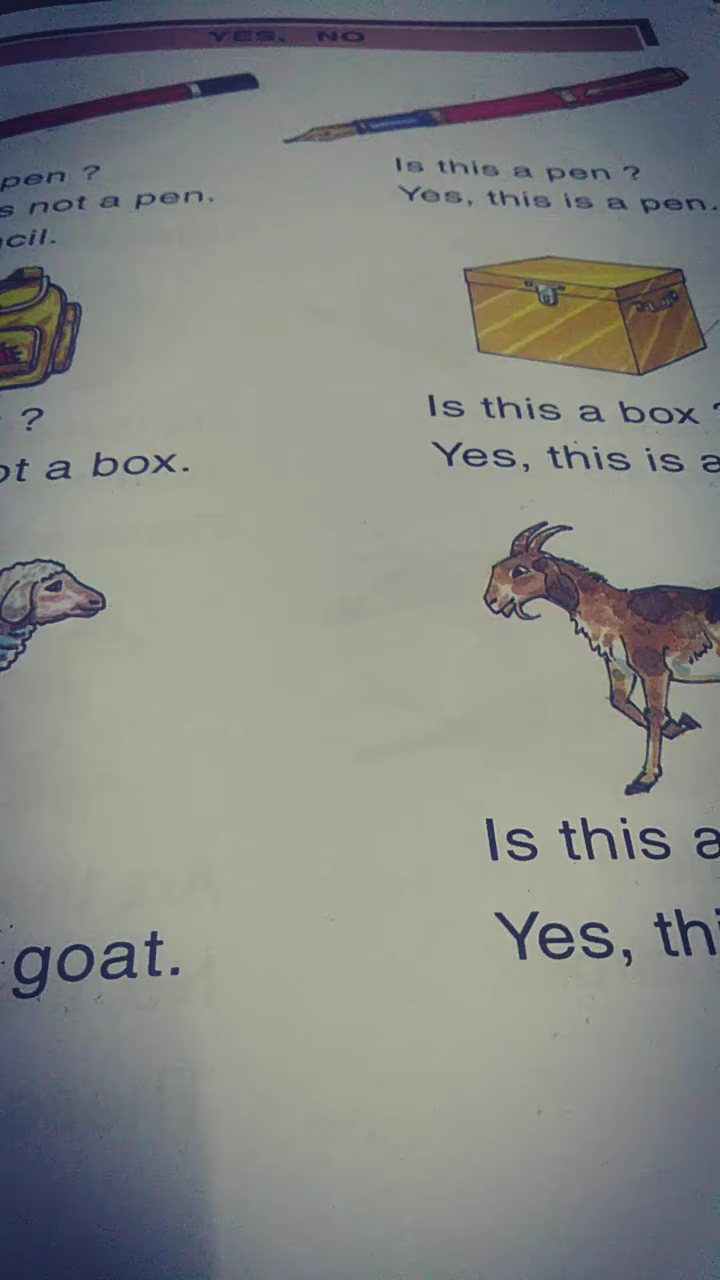 YES, NO
pen ?
s not a pen.
cil.
Is this a pen ?
Yes, this is a pen.
?
ot a box.
Is this a box ?
Yes, this is a
goat.
Is this a
Yes, thi